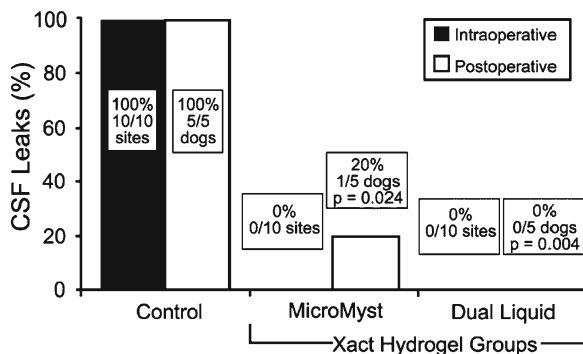 CSF Leaks (%)
100
80
60
40
20
0
Intraoperative
Postoperative
100%
10/10
sites
100%
5/5
dogs
0%
0/10 sites
20%
1/5 dogs
p = 0.024
0%
0/10 sites
0%
0/5 dogs
p = 0.004
Control
MicroMyst
Dual Liquid
Xact Hydrogel Groups